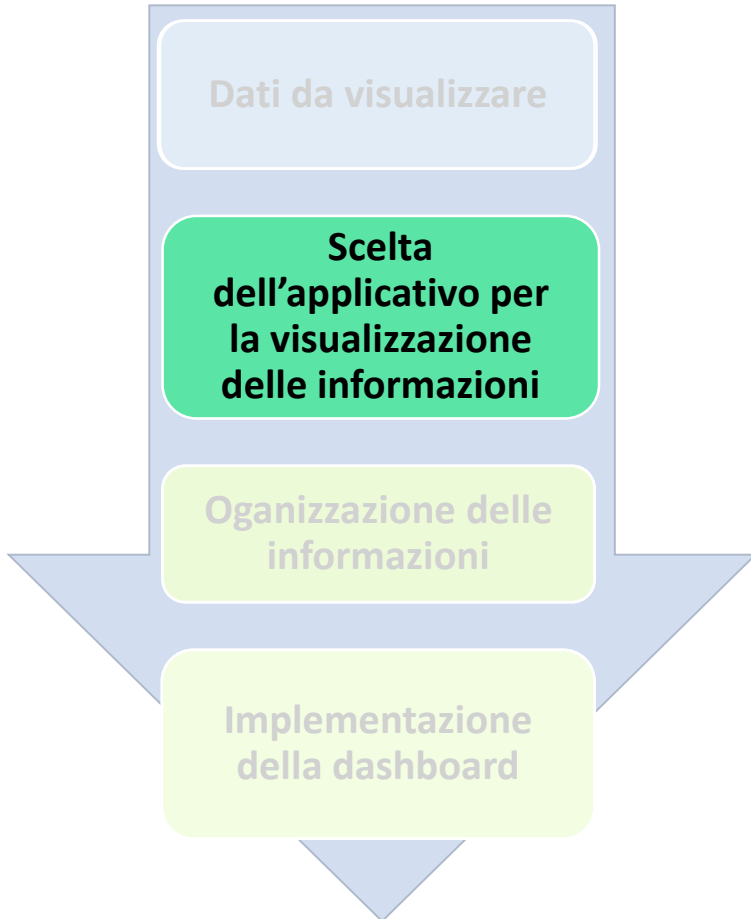 Dati da visualizzare
Scelta
dell’applicativo per
la visualizzazione
delle informazioni
Oganizzazione delle
informazioni
Implementazione
della dashboard